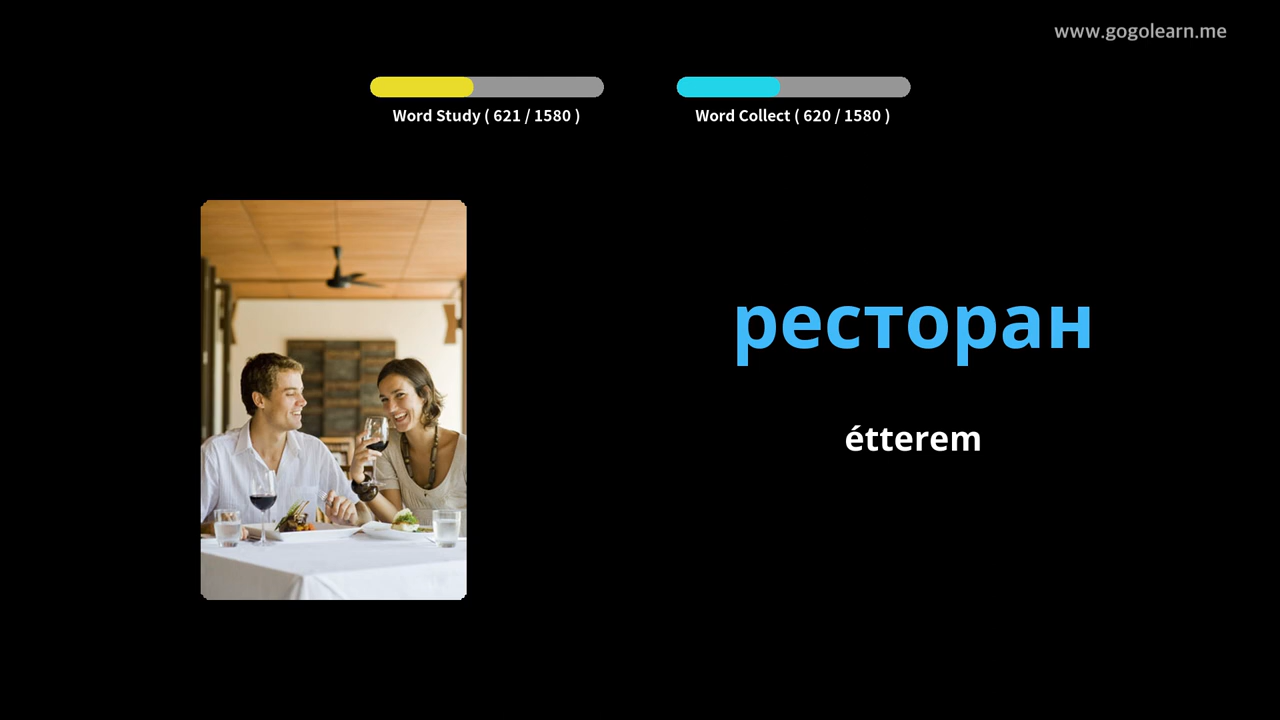 www.gogolearn.me
Word Study ( 621 / 1580 )
Word Collect ( 620 / 1580 )
ресторан
étterem